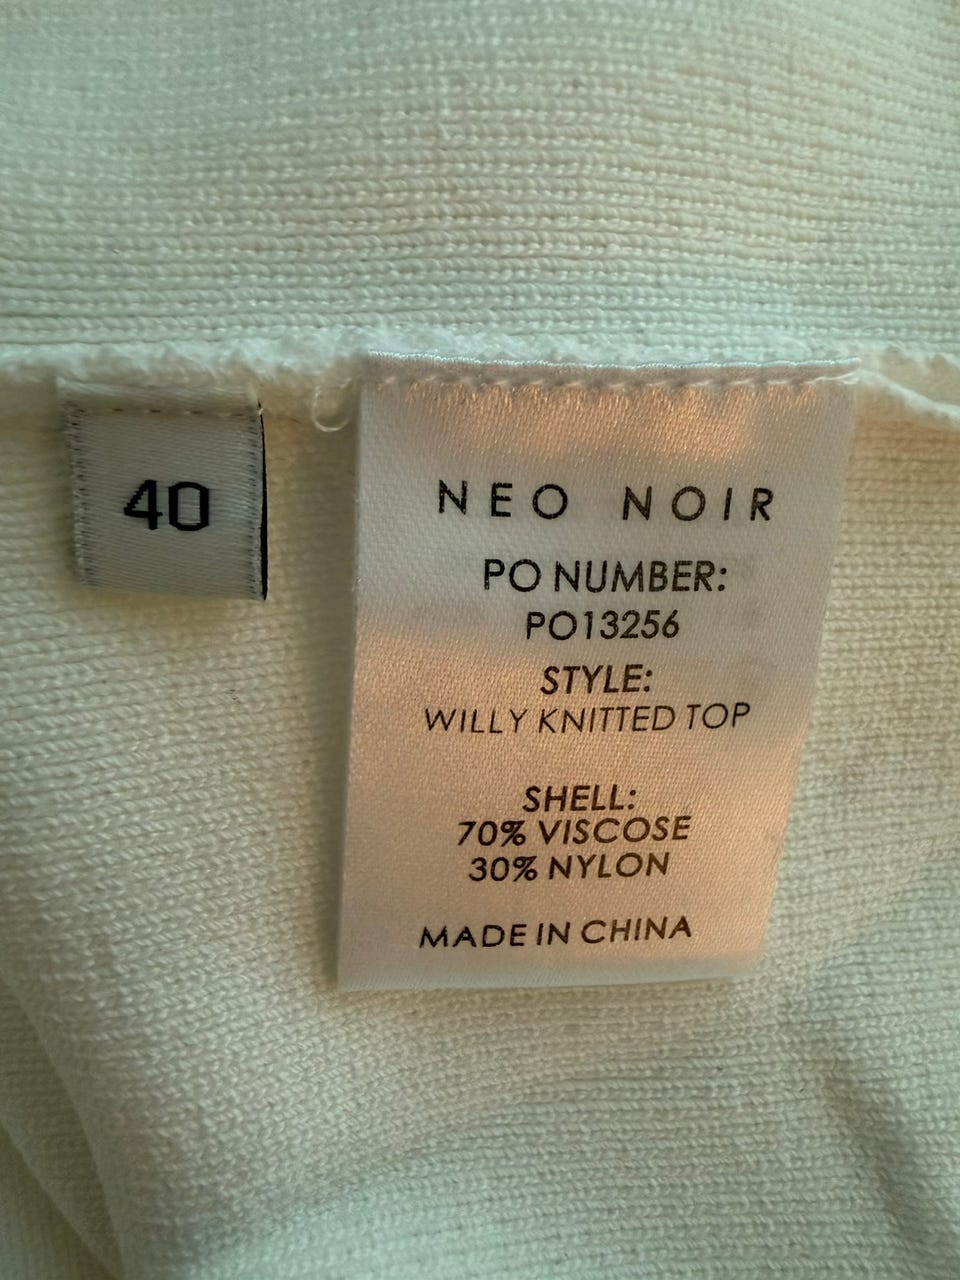 40
NEO NOIR
PO NUMBER:
PO13256
STYLE:
WILLY KNITTED TOP
SHELL:
70% VISCOSE
30% NYLON
MADE IN CHINA